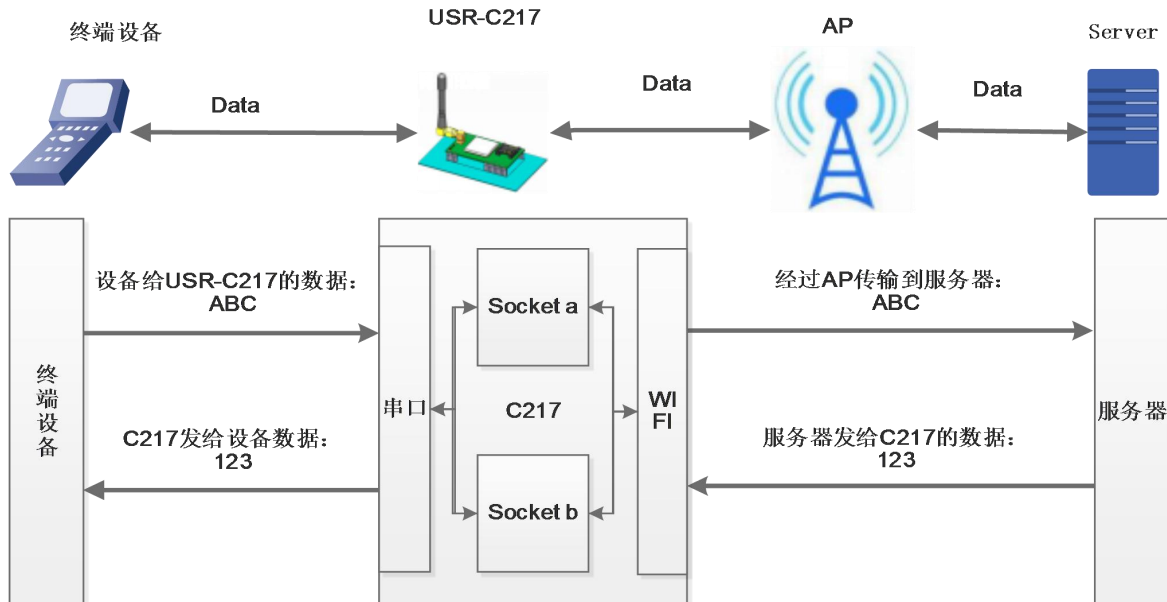 终端设备
USR-C217
AP
Server
Data
Data
Data
设备给USR-C217的数据：
ABC
经过AP传输到服务器：
ABC
Socket a
终端设备
串口
C217
WI
FI
服务器
C217发给设备数据：
123
服务器发给C217的数据：
123
Socket b